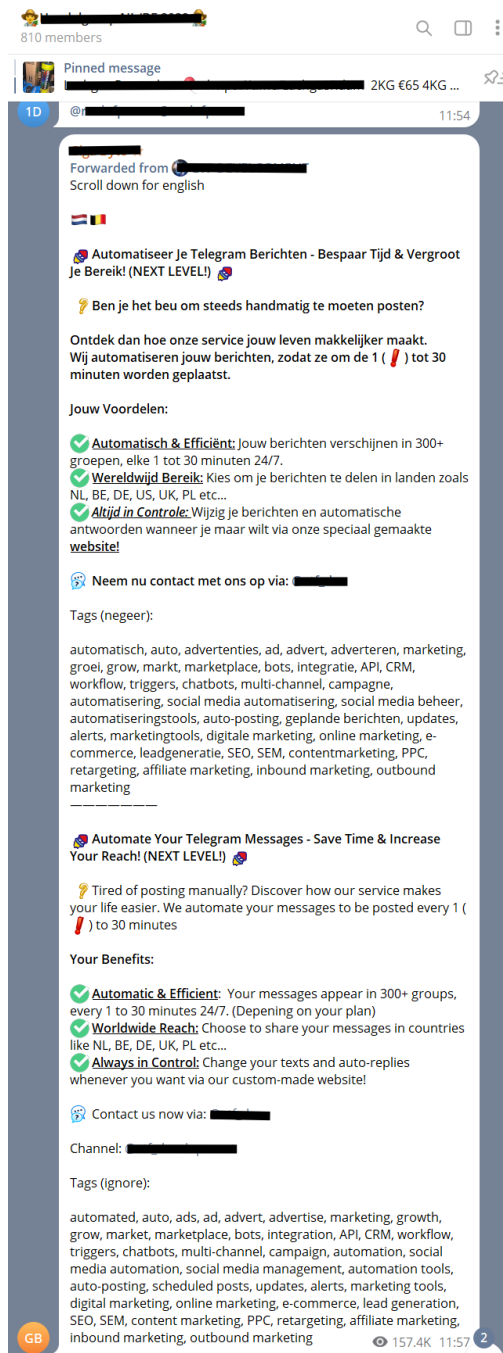 810 members
Pinned message
2KG €65 4KG ...
1D
11:54
Forwarded from
Scroll down for english
Automatiseer Je Telegram Berichten - Bespaar Tijd & Vergroot
Je Bereik! (NEXT LEVEL!)
Ben je het beu om steeds handmatig te moeten posten?
Ontdek dan hoe onze service jouw leven makkelijker maakt.
Wij automatiseren jouw berichten, zodat ze om de 1 (❗) tot 30
minuten worden geplaatst.
Jouw Voordelen:
Automatisch & Efficiënt: Jouw berichten verschijnen in 300+
groepen, elke 1 tot 30 minuten 24/7.
Wereldwijd Bereik: Kies om je berichten te delen in landen zoals
NL, BE, DE, US, UK, PL etc...
Altijd in Controle: Wijzig je berichten en automatische
antwoorden wanneer je maar wilt via onze speciaal gemaakte
website!
Neem nu contact met ons op via:
Tags (negeer):
automatisch, auto, advertenties, ad, advert, adverteren, marketing,
groei, grow, markt, marketplace, bots, integratie, API, CRM,
workflow, triggers, chatbots, multi-channel, campagne,
automatisering, social media automatisering, social media beheer,
automatiseringstools, auto-posting, geplande berichten, updates,
alerts, marketingtools, digitale marketing, online marketing, e-
commerce, leadgeneratie, SEO, SEM, contentmarketing, PPC,
retargeting, affiliate marketing, inbound marketing, outbound
marketing
———————
Automate Your Telegram Messages - Save Time & Increase
Your Reach! (NEXT LEVEL!)
Tired of posting manually? Discover how our service makes
your life easier. We automate your messages to be posted every 1 (
❗) to 30 minutes
Your Benefits:
Automatic & Efficient: Your messages appear in 300+ groups,
every 1 to 30 minutes 24/7. (Depening on your plan)
Worldwide Reach: Choose to share your messages in countries
like NL, BE, DE, UK, PL etc...
Always in Control: Change your texts and auto-replies
whenever you want via our custom-made website!
Contact us now via:
Channel:
Tags (ignore):
automated, auto, ads, ad, advert, advertise, marketing, growth,
grow, market, marketplace, bots, integration, API, CRM, workflow,
triggers, chatbots, multi-channel, campaign, automation, social
media automation, social media management, automation tools,
auto-posting, scheduled posts, updates, alerts, marketing tools,
digital marketing, online marketing, e-commerce, lead generation,
SEO, SEM, content marketing, PPC, retargeting, affiliate marketing,
inbound marketing, outbound marketing
157.4K 11:57
GB
2